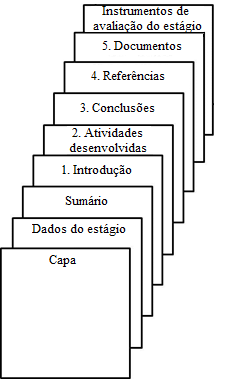 Instrumentos de
avaliação do estágio
5. Documentos
4. Referências
3. Conclusões
2. Atividades
desenvolvidas
1. Introdução
Sumário
Dados do estágio
Capa